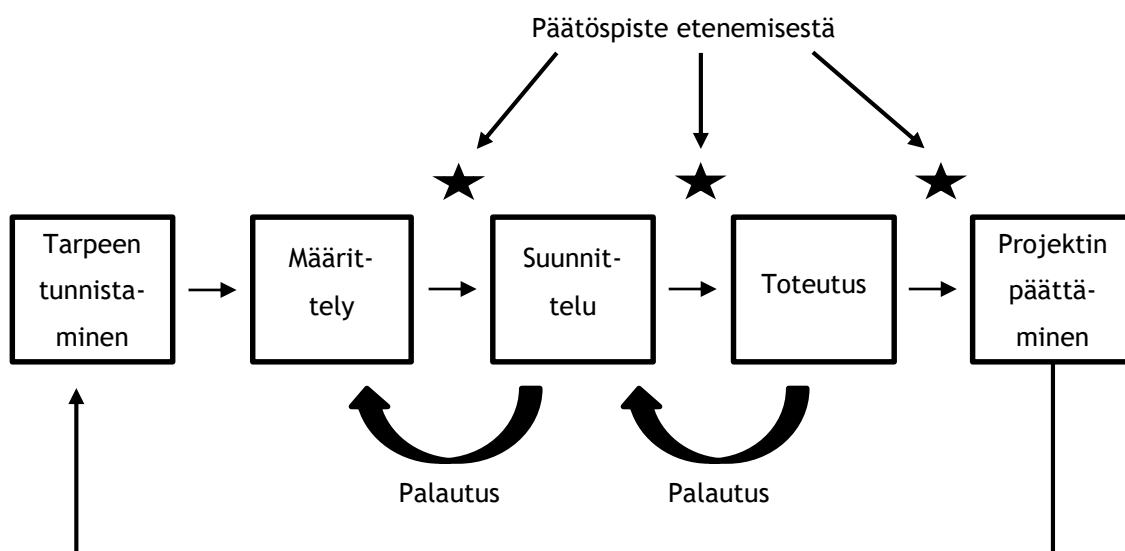 Päätöspiste etenemisestä
Tarpeen
tunnista-
minen
Määrit-
tely
Suunnit-
telu
Toteutus
Projektin
päättä-
minen
Palautus
Palautus